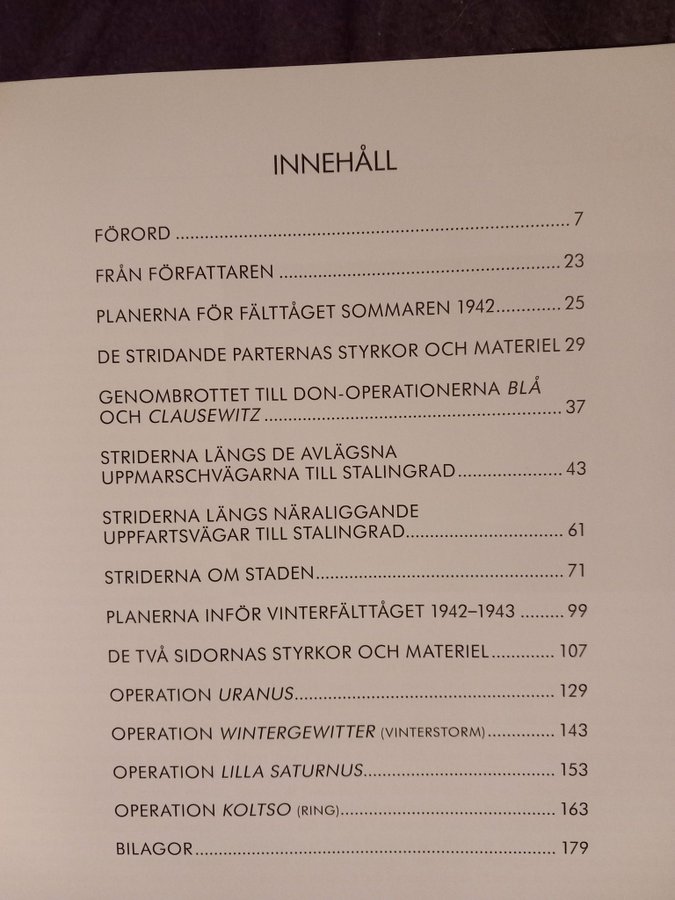 INNEHÅLL
FÖRORD ........ 7
FRÅN FÖRFATTAREN ........ 23
PLANERNA FÖR FÄLTTÅGET SOMMAREN 1942 ........ 25
DE STRIDANDE PARTERNAS STYRKOR OCH MATERIEL 29
GENOMBROTTET TILL DON-OPERATIONERNA BLÅ
OCH CLAUSEWITZ ........ 37
STRIDERNA LÄNGS DE AVLÄGSNA
UPPMARSCHVÄGARNA TILL STALINGRAD ........ 43
STRIDERNA LÄNGS NÄRALIGGANDE
UPPFARTSVÄGAR TILL STALINGRAD ........ 61
STRIDERNA OM STADEN ........ 71
PLANERNA INFÖR VINTERFÄLTTÅGET 1942–1943 ........ 99
DE TVÅ SIDORNAS STYRKOR OCH MATERIEL ........ 107
OPERATION URANUS ........ 129
OPERATION WINTERGEWITTER (VINTERSTORM) ........ 143
OPERATION LILLA SATURNUS ........ 153
OPERATION KOLTSO (RING) ........ 163
BILAGOR ........ 179